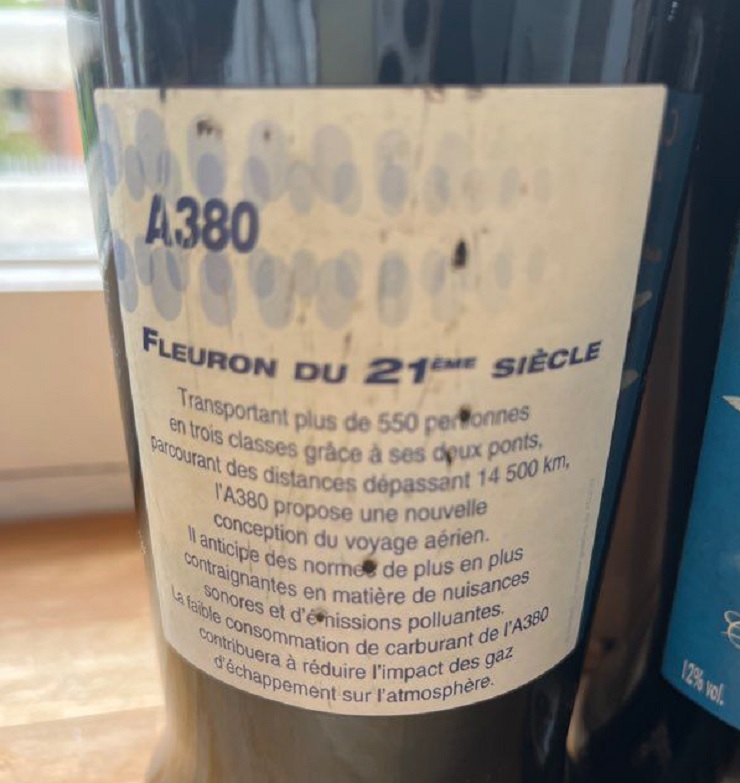 A380
FLEURON DU 21ÈME SIÈCLE
Transportant plus de 550 personnes
en trois classes grâce à ses deux ponts,
parcourant des distances dépassant 14 500 km,
l'A380 propose une nouvelle
conception du voyage aérien.
Il anticipe des normes de plus en plus
contraignantes en matière de nuisances
sonores et d'émissions polluantes.
La faible consommation de carburant de l'A380
contribuera à réduire l'impact des gaz
d'échappement sur l'atmosphère.
12% vol.